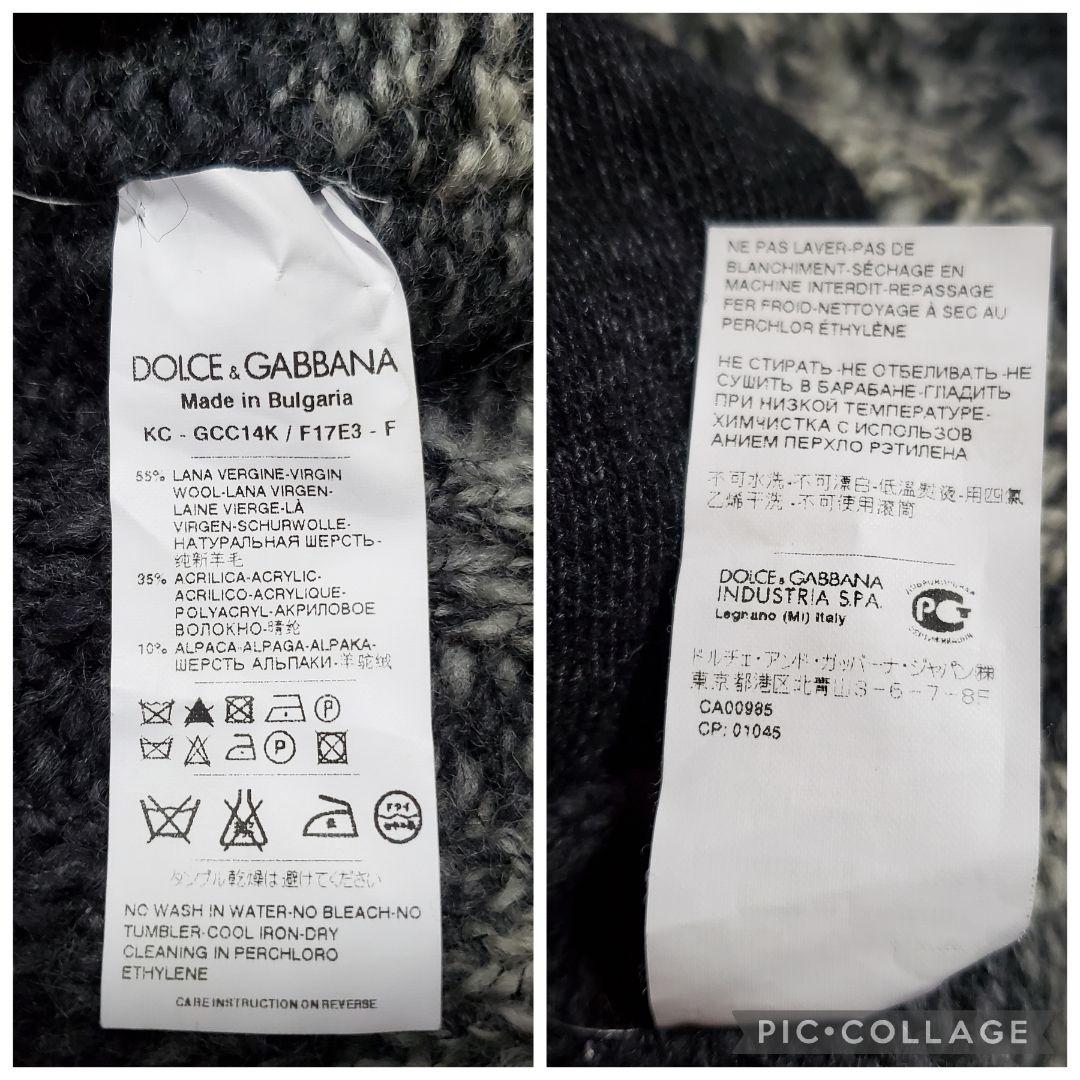 DOLCE & GABBANA
Made in Bulgaria
KC - GCC14K / F17E3 - F
55% LANA VERGINE-VIRGIN
WOOL-LANA VIRGEN-
LAINE VIERGE-LÀ
VIRGEN-SCHURWOLLE-
НАТУРАЛЬНАЯ ШЕРСТЬ-
纯新羊毛
35% ACRILICA-ACRYLIC-
ACRILICO-ACRYLIQUE-
POLYACRYL-АКРИЛОВОЕ
ВОЛОКНО-晴纶
10% ALPACA-ALPAGA-ALPAKA-
ШЕРСТЬ АЛЬПАКИ-羊驼绒
P
P
ドライ
タンブル乾燥は避けてください
NO WASH IN WATER-NO BLEACH-NO
TUMBLER-COOL IRON-DRY
CLEANING IN PERCHLORO
ETHYLENE
CARE INSTRUCTION ON REVERSE
NE PAS LAVER-PAS DE
BLANCHIMENT-SÉCHAGE EN
MACHINE INTERDIT-REPASSAGE
FER FROID-NETTOYAGE À SEC AU
PERCHLOR ÉTHYLÈNE
НЕ СТИРАТЬ-НЕ ОТБЕЛИВАТЬ-НЕ
СУШИТЬ В БАРАБАНЕ-ГЛАДИТЬ
ПРИ НИЗКОЙ ТЕМПЕРАТУРЕ-
ХИМЧИСТКА С ИСПОЛЬЗОВ
АНИЕМ ПЕРХЛО РЭТИЛЕНА
不可水洗-不可漂白-低溫熨燙-用四氯
乙烯干洗-不可使用滚筒
DOLCE & GABBANA
INDUSTRIA S.P.A.
Legnano (MI) Italy
РСТ
ドルチェ・アンド・ガッバーナ・ジャパン㈱
東京都港区北青山3-6-7-8F
CA00985
CP: 01045
PIC•COLLAGE